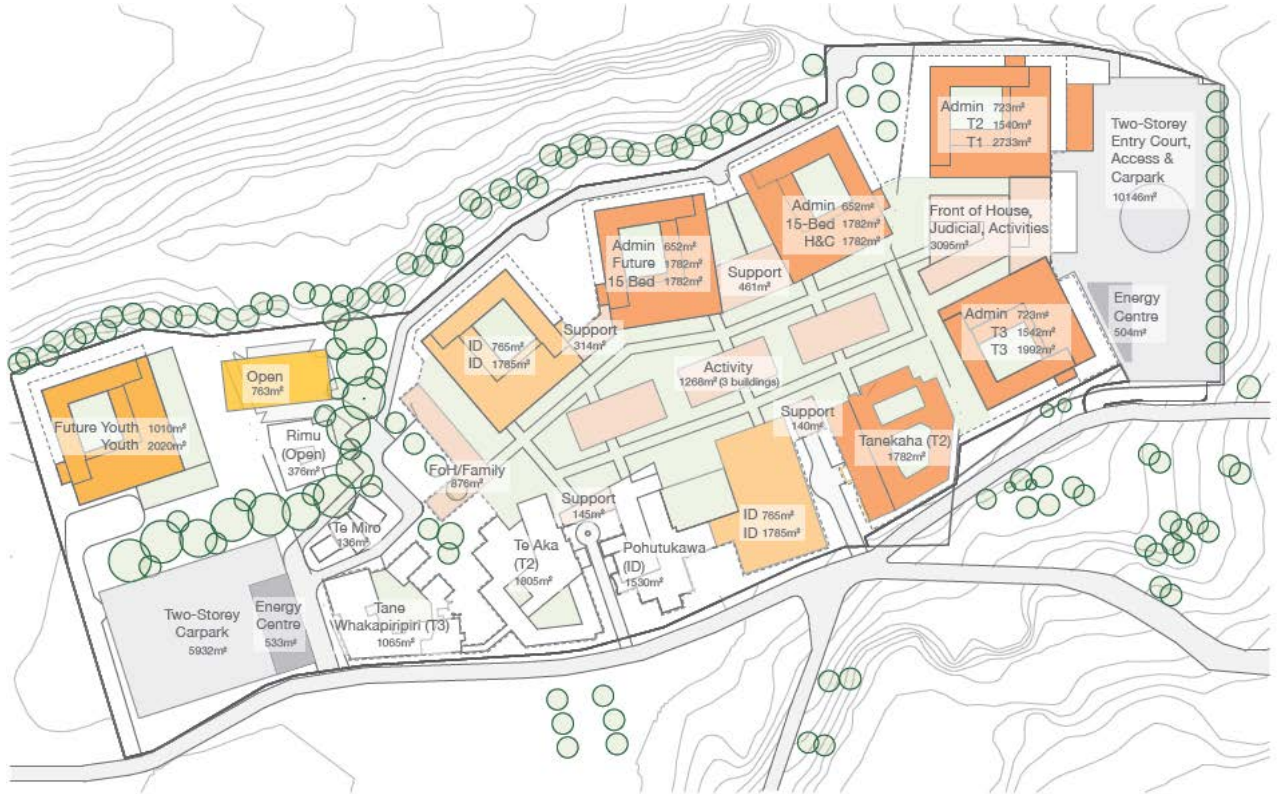 Admin 723m²
T2 1540m²
T1 2733m²
Two-Storey
Entry Court,
Access &
Carpark
10146m²
Admin 652m²
15-Bed 1782m²
H&C 1782m²
Front of House,
Judicial, Activities
3095m²
Admin 652m²
Future 1782m²
15 Bed 1782m²
Support
461m²
Energy
Centre
504m²
Admin 723m²
T3 1542m²
T3 1992m²
ID 765m²
ID 1785m²
Support
314m²
Activity
1268m² (3 buildings)
Open
763m²
Support
140m²
Future Youth 1010m²
Youth 2020m²
Rimu
(Open)
376m²
Tanekaha (T2)
1782m²
FoH/Family
876m²
Support
145m²
ID 765m²
ID 1785m²
Te Miro
136m²
Te Aka
(T2)
1805m²
Pohutukawa
(ID)
1530m²
Two-Storey
Carpark
5932m²
Energy
Centre
533m²
Tane
Whakapiripiri (T3)
1065m²